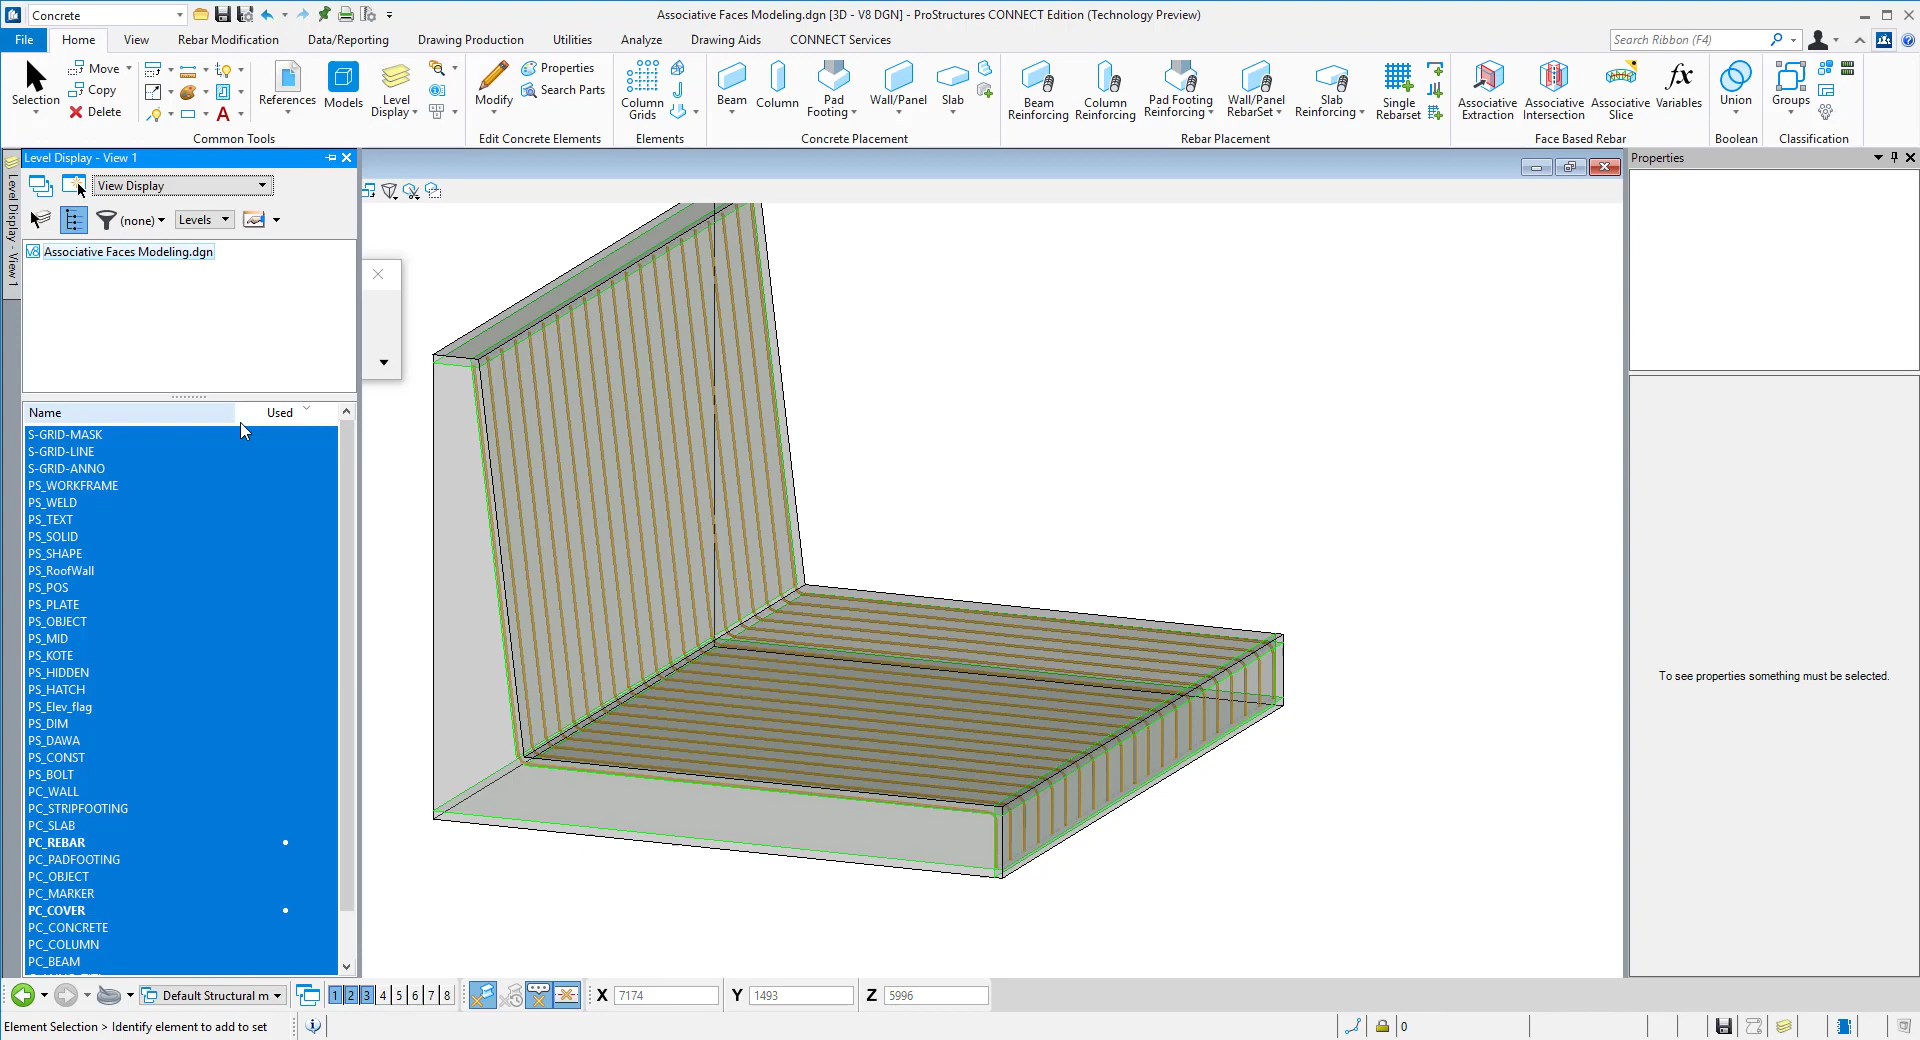 Concrete
Associative Faces Modeling.dgn [3D - V8 DGN] - ProStructures CONNECT Edition (Technology Preview)
File Home View Rebar Modification Data/Reporting Drawing Production Utilities Analyze Drawing Aids CONNECT Services
Search Ribbon (F4)
Selection
Move
Copy
Delete
References
Models
Level Display
Common Tools
Modify
Properties
Search Parts
Edit Concrete Elements
Column Grids
Elements
Beam
Column
Pad Footing
Wall/Panel
Slab
Concrete Placement
Beam Reinforcing
Column Reinforcing
Pad Footing Reinforcing
Wall/Panel RebarSet
Slab Reinforcing
Single Rebarset
Rebar Placement
Associative Extraction
Associative Intersection
Associative Slice
fx
Variables
Face Based Rebar
Union
Boolean
Groups
Classification
Level Display - View 1
Level Display - View 1
View Display
(none)
Levels
V8 Associative Faces Modeling.dgn
Name Used
S-GRID-MASK
S-GRID-LINE
S-GRID-ANNO
PS_WORKFRAME
PS_WELD
PS_TEXT
PS_SOLID
PS_SHAPE
PS_RoofWall
PS_POS
PS_PLATE
PS_OBJECT
PS_MID
PS_KOTE
PS_HIDDEN
PS_HATCH
PS_Elev_flag
PS_DIM
PS_DAWA
PS_CONST
PS_BOLT
PC_WALL
PC_STRIPFOOTING
PC_SLAB
PC_REBAR
PC_PADFOOTING
PC_OBJECT
PC_MARKER
PC_COVER
PC_CONCRETE
PC_COLUMN
PC_BEAM
Properties
To see properties something must be selected.
Default Structural m
1 2 3 4 5 6 7 8
X 7174 Y 1493 Z 5996
Element Selection > Identify element to add to set
0